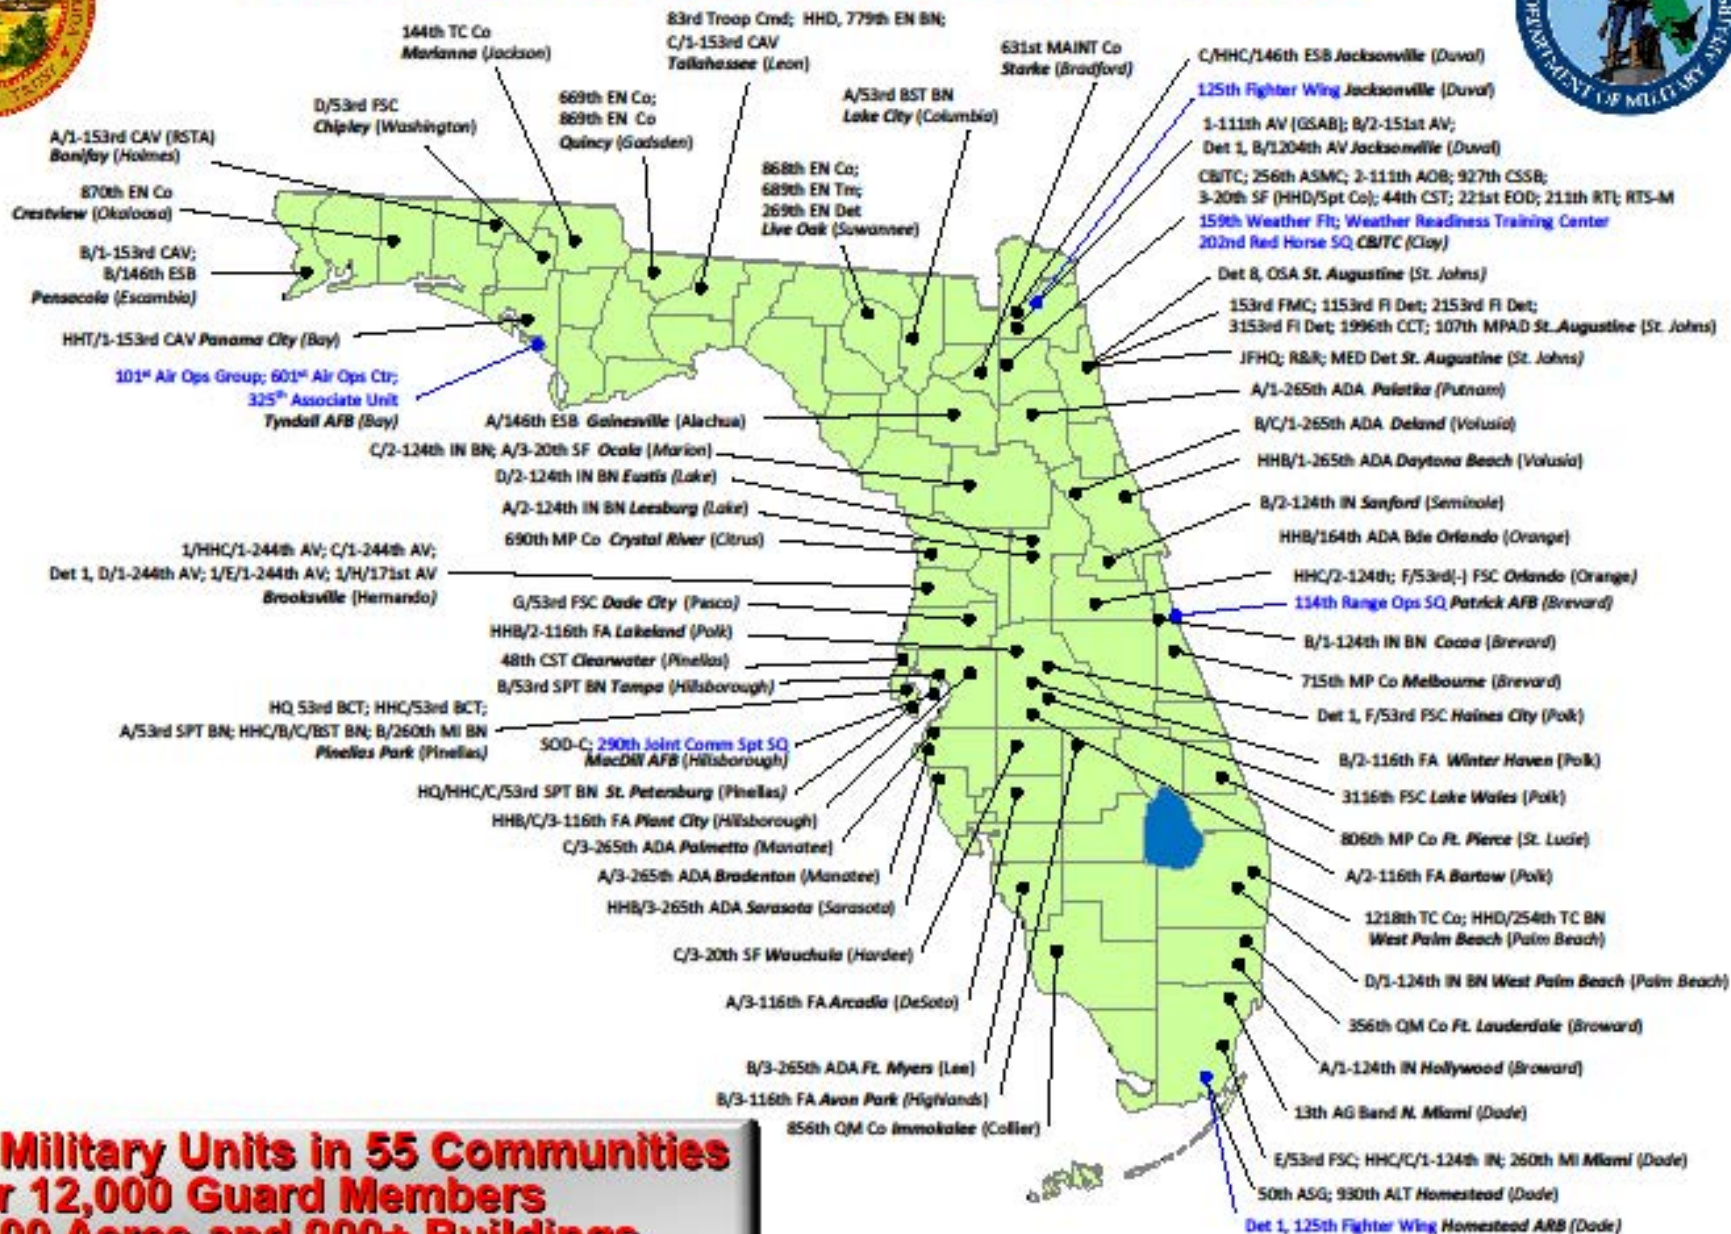 TRUST
DEPARTMENT OF MILITARY AFFAIRS
144th TC Co
Marianna (Jackson)
83rd Troop Cmd; HHD, 779th EN BN;
C/1-153rd CAV
Tallahassee (Leon)
631st MAINT Co
Starke (Bradford)
D/53rd FSC
Chipley (Washington)
669th EN Co;
869th EN Co
Quincy (Gadsden)
A/53rd BST BN
Lake City (Columbia)
A/1-153rd CAV (RSTA)
Bonifay (Holmes)
870th EN Co
Crestview (Okaloosa)
868th EN Co;
689th EN Tm;
269th EN Det
Live Oak (Suwannee)
B/1-153rd CAV;
B/146th ESB
Pensacola (Escambia)
HHT/1-153rd CAV Panama City (Bay)
101st Air Ops Group; 601st Air Ops Ctr;
325th Associate Unit
Tyndall AFB (Bay)
A/146th ESB Gainesville (Alachua)
C/2-124th IN BN; A/3-20th SF Ocala (Marion)
D/2-124th IN BN Eustis (Lake)
A/2-124th IN BN Leesburg (Lake)
690th MP Co Crystal River (Citrus)
1/HHC/1-244th AV; C/1-244th AV;
Det 1, D/1-244th AV; 1/E/1-244th AV; 1/H/171st AV
Brooksville (Hernando)
G/53rd FSC Dade City (Pasco)
HHB/2-116th FA Lakeland (Polk)
48th CST Clearwater (Pinellas)
B/53rd SPT BN Tampa (Hillsborough)
HQ 53rd BCT; HHC/53rd BCT;
A/53rd SPT BN; HHC/B/C/BST BN; B/260th MI BN
Pinellas Park (Pinellas)
SOD-C; 290th Joint Comm Spt SQ
MacDill AFB (Hillsborough)
HQ/HHC/C/53rd SPT BN St. Petersburg (Pinellas)
HHB/C/3-116th FA Plant City (Hillsborough)
C/3-265th ADA Palmetto (Manatee)
A/3-265th ADA Bradenton (Manatee)
HHB/3-265th ADA Sarasota (Sarasota)
C/3-20th SF Wauchula (Hardee)
A/3-116th FA Arcadia (DeSoto)
B/3-265th ADA Ft. Myers (Lee)
B/3-116th FA Avon Park (Highlands)
856th QM Co Immokalee (Collier)
C/HHC/146th ESB Jacksonville (Duval)
125th Fighter Wing Jacksonville (Duval)
1-111th AV (GSAB); B/2-151st AV;
Det 1, B/1204th AV Jacksonville (Duval)
CBJTC; 256th ASMC; 2-111th AOB; 927th CSSB;
3-20th SF (HHD/Spt Co); 44th CST; 221st EOD; 211th RTI; RTS-M
159th Weather Flt; Weather Readiness Training Center
202nd Red Horse SQ CBJTC (Clay)
Det 8, OSA St. Augustine (St. Johns)
153rd FMC; 1153rd FI Det; 2153rd FI Det;
3153rd FI Det; 1996th CCT; 107th MPAD St. Augustine (St. Johns)
JFHQ; R&R; MED Det St. Augustine (St. Johns)
A/1-265th ADA Palatka (Putnam)
B/C/1-265th ADA Deland (Volusia)
HHB/1-265th ADA Daytona Beach (Volusia)
B/2-124th IN Sanford (Seminole)
HHB/164th ADA Bde Orlando (Orange)
HHC/2-124th; F/53rd(-) FSC Orlando (Orange)
114th Range Ops SQ Patrick AFB (Brevard)
B/1-124th IN BN Cocoa (Brevard)
715th MP Co Melbourne (Brevard)
Det 1, F/53rd FSC Haines City (Polk)
B/2-116th FA Winter Haven (Polk)
3116th FSC Lake Wales (Polk)
806th MP Co Ft. Pierce (St. Lucie)
A/2-116th FA Bartow (Polk)
1218th TC Co; HHD/254th TC BN
West Palm Beach (Palm Beach)
D/1-124th IN BN West Palm Beach (Palm Beach)
356th QM Co Ft. Lauderdale (Broward)
A/1-124th IN Hollywood (Broward)
13th AG Band N. Miami (Dade)
E/53rd FSC; HHC/C/1-124th IN; 260th MI Miami (Dade)
50th ASG; 930th ALT Homestead (Dade)
Det 1, 125th Fighter Wing Homestead ARB (Dade)
Military Units in 55 Communities
r 12,000 Guard Members
00 Acres and 900+ Buildings